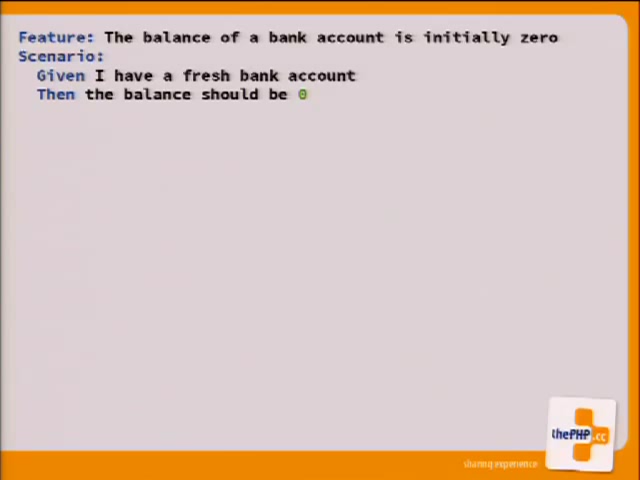 Feature: The balance of a bank account is initially zero
Scenario:
Given I have a fresh bank account
Then the balance should be 0
thePHP.cc
sharing experience